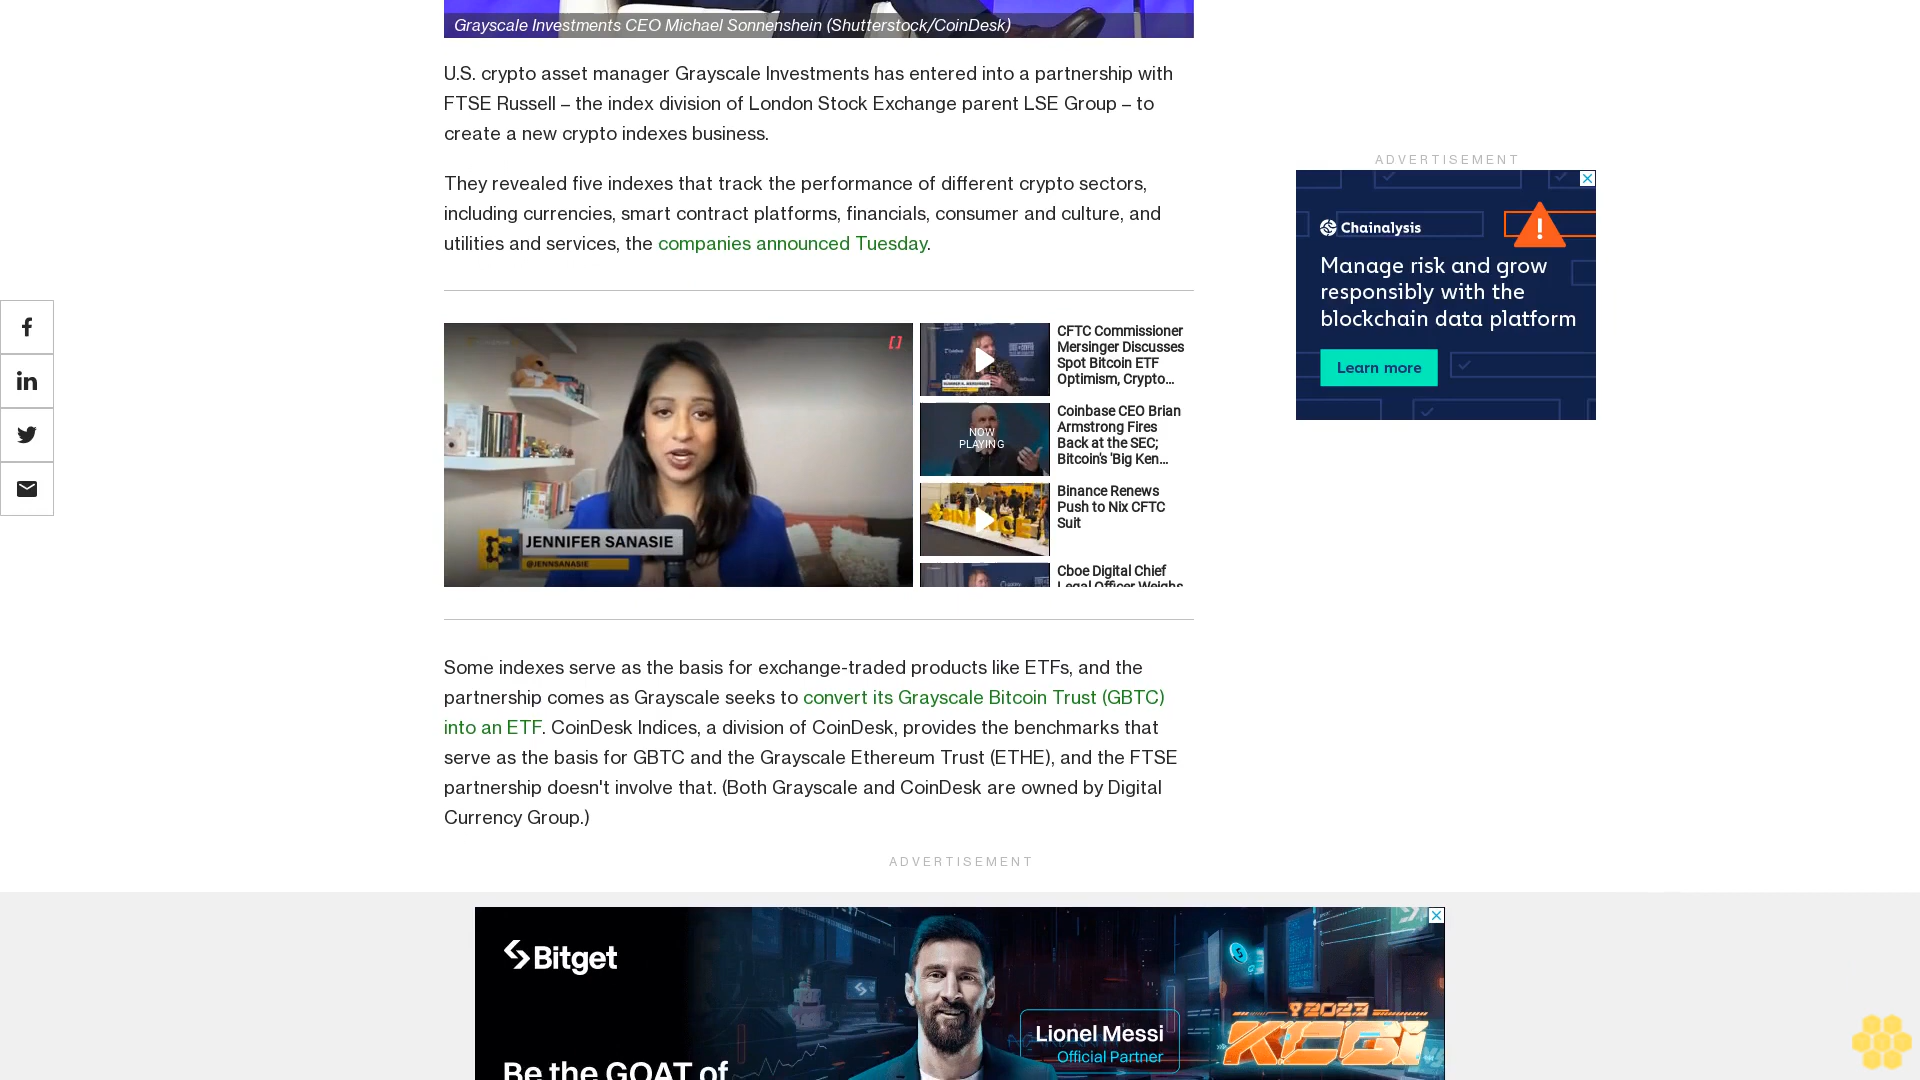 Grayscale Investments CEO Michael Sonnenshein (Shutterstock/CoinDesk)
U.S. crypto asset manager Grayscale Investments has entered into a partnership with
FTSE Russell – the index division of London Stock Exchange parent LSE Group – to
create a new crypto indexes business.
They revealed five indexes that track the performance of different crypto sectors,
including currencies, smart contract platforms, financials, consumer and culture, and
utilities and services, the companies announced Tuesday.
ADVERTISEMENT
Chainalysis
Manage risk and grow
responsibly with the
blockchain data platform
Learn more
JENNIFER SANASIE
@JENNSANASIE
CFTC Commissioner
Mersinger Discusses
Spot Bitcoin ETF
Optimism, Crypto...
NOW
PLAYING
Coinbase CEO Brian
Armstrong Fires
Back at the SEC;
Bitcoin's 'Big Ken...
BINANCE
Binance Renews
Push to Nix CFTC
Suit
Cboe Digital Chief
Legal Officer Weighs
Some indexes serve as the basis for exchange-traded products like ETFs, and the
partnership comes as Grayscale seeks to convert its Grayscale Bitcoin Trust (GBTC)
into an ETF. CoinDesk Indices, a division of CoinDesk, provides the benchmarks that
serve as the basis for GBTC and the Grayscale Ethereum Trust (ETHE), and the FTSE
partnership doesn't involve that. (Both Grayscale and CoinDesk are owned by Digital
Currency Group.)
ADVERTISEMENT
Bitget
Lionel Messi
Official Partner
2023
KCGI
Be the GOAT of